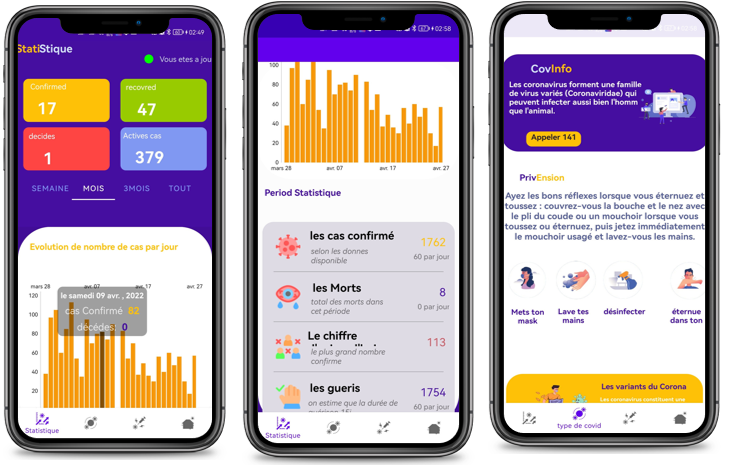 02:49
StatiStique
Vous etes a jou
Confirmed
17
recovred
47
decides
1
Actives cas
379
SEMAINE MOIS 3MOIS TOUT
Evolution de nombre de cas par jour
mars 28 avr. 07 avr. 17 avr. 27
le samedi 09 avr. , 2022
cas Confirmé 82
décédes: 0
120
100
80
60
40
20
Statistique
02:58
100
80
60
40
20
0
mars 28 avr. 07 avr. 17 avr. 27
Period Statistique
les cas confirmé
selon les donnes
disponible
1762
60 par jour
les Morts
total des morts dans
cet période
8
0 par jour
Le chiffre
le plus grand nombre
confirme
113
les gueris
on estime que la durée de
1754
60 par jour
Statistique
CovInfo
Les coronavirus forment une famille
de virus variés (Coronaviridae) qui
peuvent infecter aussi bien l'homm
que l'animal.
Appeler 141
PrivEnsion
Ayez les bons réflexes lorsque vous éternuez et
toussez : couvrez-vous la bouche et le nez avec
le pli du coude ou un mouchoir lorsque vous
toussez ou éternuez, puis jetez immédiatement
le mouchoir usagé et lavez-vous les mains.
Mets ton
mask
Lave tes
mains
désinfecter
éternue
dans ton
Les variants du Corona
Les coronavirus constituent une
type de covid